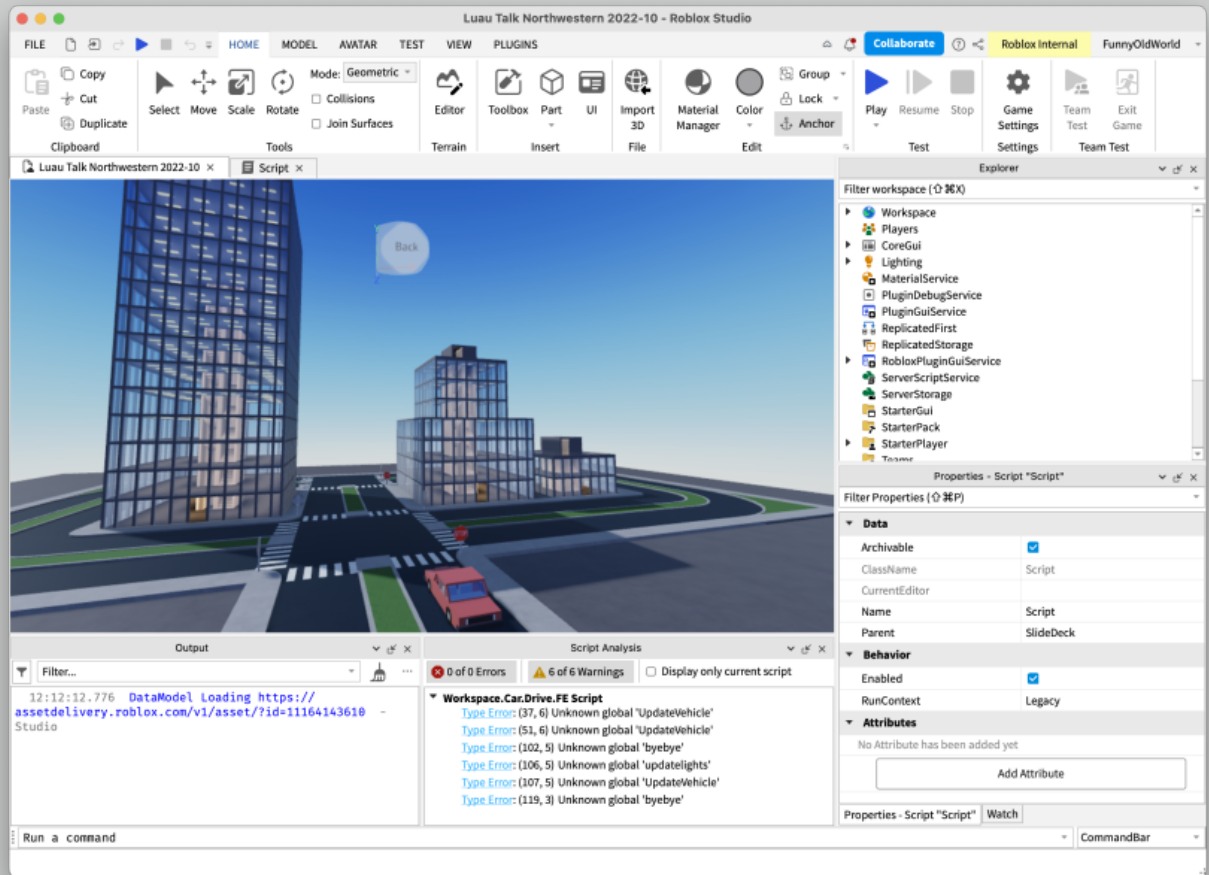 Luau Talk Northwestern 2022-10 - Roblox Studio
FILE HOME MODEL AVATAR TEST VIEW PLUGINS Collaborate Roblox Internal FunnyOldWorld
Paste Copy Cut Duplicate
Select Move Scale Rotate Mode: Geometric Collisions Join Surfaces
Editor Toolbox Part UI Import 3D
Material Manager Color Group Lock Anchor
Play Resume Stop Game Settings Team Test Exit Game
Clipboard Tools Terrain Insert File Edit Test Settings Team Test
Luau Talk Northwestern 2022-10 × Script ×
Back
Explorer
Filter workspace (⇧⌘X)
Workspace
Players
CoreGui
Lighting
MaterialService
PluginDebugService
PluginGuiService
ReplicatedFirst
ReplicatedStorage
RobloxPluginGuiService
ServerScriptService
ServerStorage
StarterGui
StarterPack
StarterPlayer
Teams
Properties - Script "Script"
Filter Properties (⇧⌘P)
Data
Archivable
ClassName Script
CurrentEditor
Name Script
Parent SlideDeck
Behavior
Enabled
RunContext Legacy
Attributes
No Attribute has been added yet
Add Attribute
Properties - Script "Script" Watch
Output
Filter...
12:12:12.776 DataModel Loading https://
assetdelivery.roblox.com/v1/asset/?id=11164143610 -
Studio
Script Analysis
0 of 0 Errors 6 of 6 Warnings Display only current script
Workspace.Car.Drive.FE Script
Type Error: (37, 6) Unknown global 'UpdateVehicle'
Type Error: (51, 6) Unknown global 'UpdateVehicle'
Type Error: (102, 5) Unknown global 'byebye'
Type Error: (106, 5) Unknown global 'updatelights'
Type Error: (107, 5) Unknown global 'UpdateVehicle'
Type Error: (119, 3) Unknown global 'byebye'
Run a command CommandBar